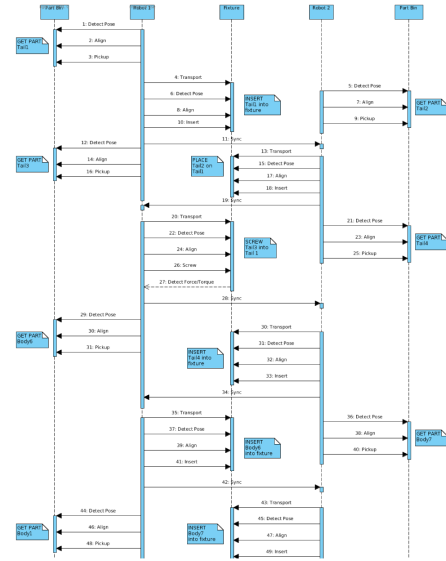 Part Bin
Robot 1
Fixture
Robot 2
Part Bin
1: Detect Pose
GET PART
Tail1
2: Align
3: Pickup
4: Transport
5: Detect Pose
6: Detect Pose
INSERT
Tail1 into
fixture
7: Align
GET PART
Tail2
8: Align
9: Pickup
10: Insert
11: Sync
12: Detect Pose
13: Transport
GET PART
Tail3
14: Align
PLACE
Tail2 on
Tail1
15: Detect Pose
16: Pickup
17: Align
18: Insert
19: Sync
20: Transport
21: Detect Pose
22: Detect Pose
SCREW
Tail3 into
Tail 1
23: Align
GET PART
Tail4
24: Align
25: Pickup
26: Screw
27: Detect Force/Torque
28: Sync
29: Detect Pose
30: Transport
GET PART
30: Align
31: Detect Pose
31: Pickup
INSERT
Tail4 into
fixture
32: Align
33: Insert
34: Sync
35: Transport
36: Detect Pose
37: Detect Pose
INSERT
Body6
into fixture
38: Align
GET PART
Body7
39: Align
40: Pickup
41: Insert
42: Sync
43: Transport
44: Detect Pose
45: Detect Pose
GET PART
Body5
46: Align
INSERT
Body7
into fixture
47: Align
48: Pickup
49: Insert